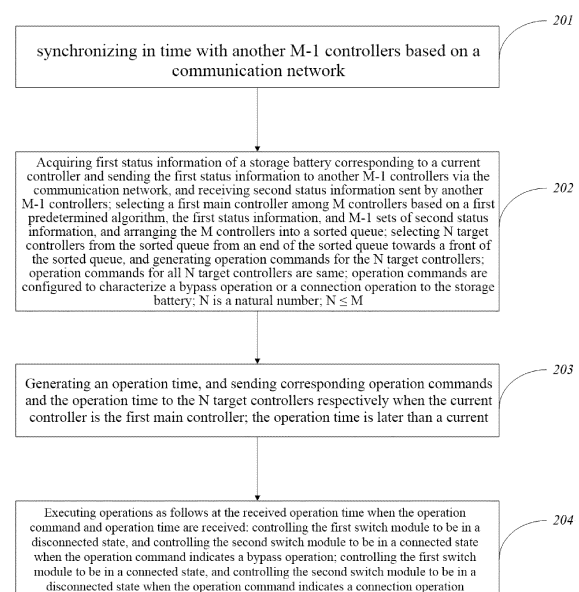 201
synchronizing in time with another M-1 controllers based on a
communication network
202
Acquiring first status information of a storage battery corresponding to a current
controller and sending the first status information to another M-1 controllers via the
communication network, and receiving second status information sent by another
M-1 controllers; selecting a first main controller among M controllers based on a first
predetermined algorithm, the first status information, and M-1 sets of second status
information, and arranging the M controllers into a sorted queue; selecting N target
controllers from the sorted queue from an end of the sorted queue towards a front of
the sorted queue, and generating operation commands for the N target controllers;
operation commands for all N target controllers are same; operation commands are
configured to characterize a bypass operation or a connection operation to the storage
battery; N is a natural number; N ≤ M
203
Generating an operation time, and sending corresponding operation commands
and the operation time to the N target controllers respectively when the current
controller is the first main controller; the operation time is later than a current
204
Executing operations as follows at the received operation time when the operation
command and operation time are received: controlling the first switch module to be in a
disconnected state, and controlling the second switch module to be in a connected state
when the operation command indicates a bypass operation; controlling the first switch
module to be in a connected state, and controlling the second switch module to be in a
disconnected state when the operation command indicates a connection operation